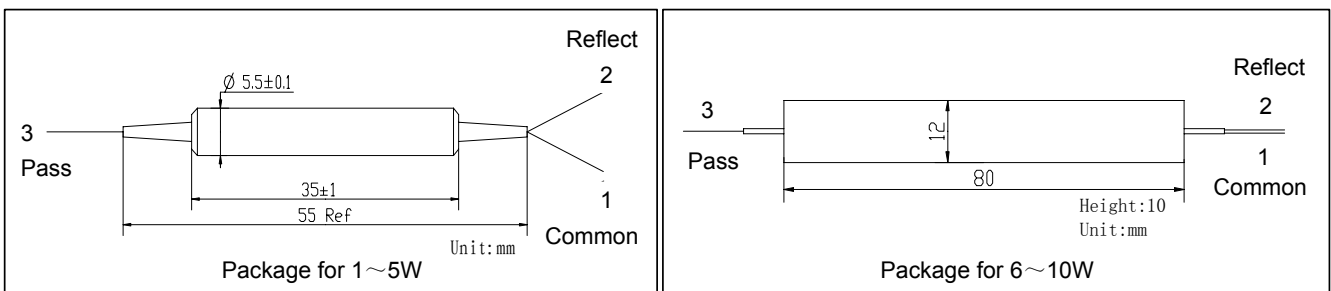 Reflect
2
Ø 5.5±0.1
3
Pass
35±1
1
55 Ref
Common
Unit:mm
Package for 1～5W
Reflect
3
2
12
Pass
1
80
Common
Height:10
Unit:mm
Package for 6～10W